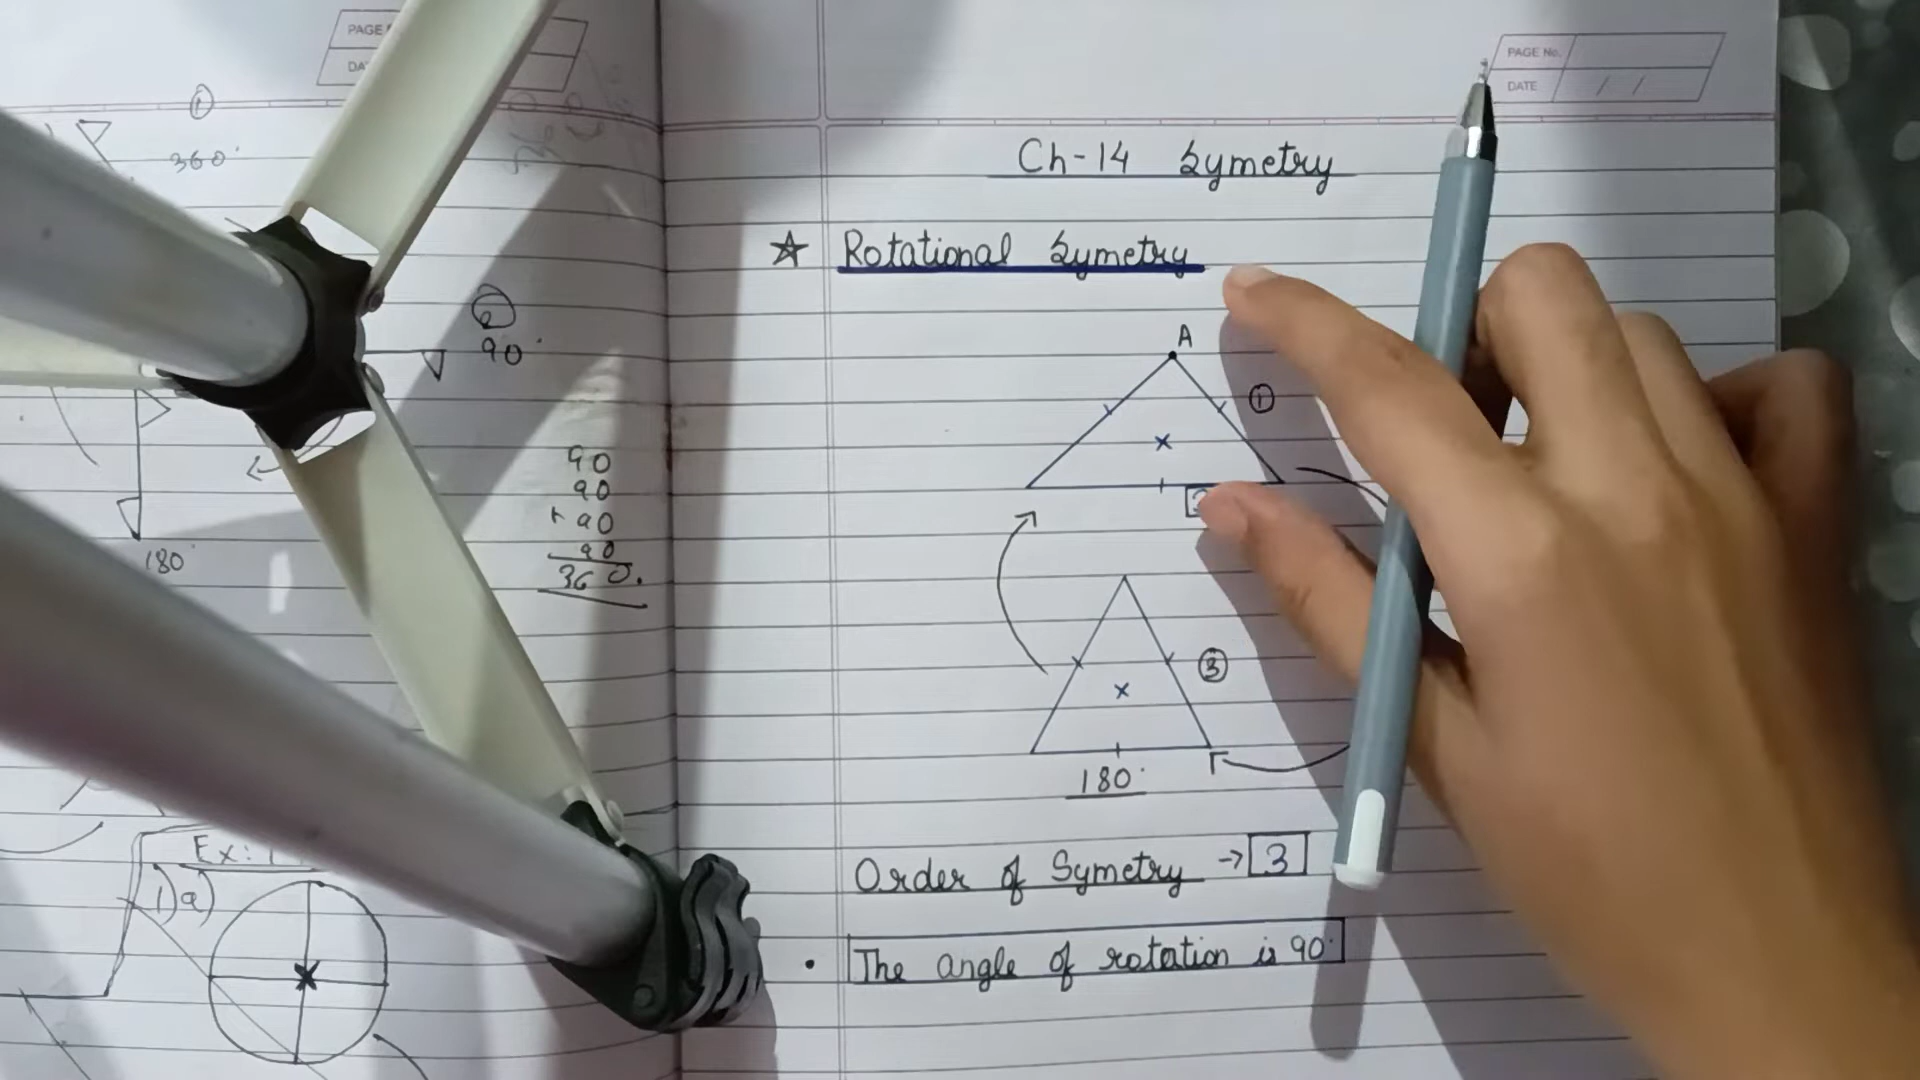 ①
360°
②
90°
90
90
+ 90
90
360.
180°
Ex:
1)a)
PAGE No.
DATE / /
Ch-14 Symetry
☆ Rotational Symetry
A
①
③
180°
Order of Symetry → 3
• The angle of rotation is 90°